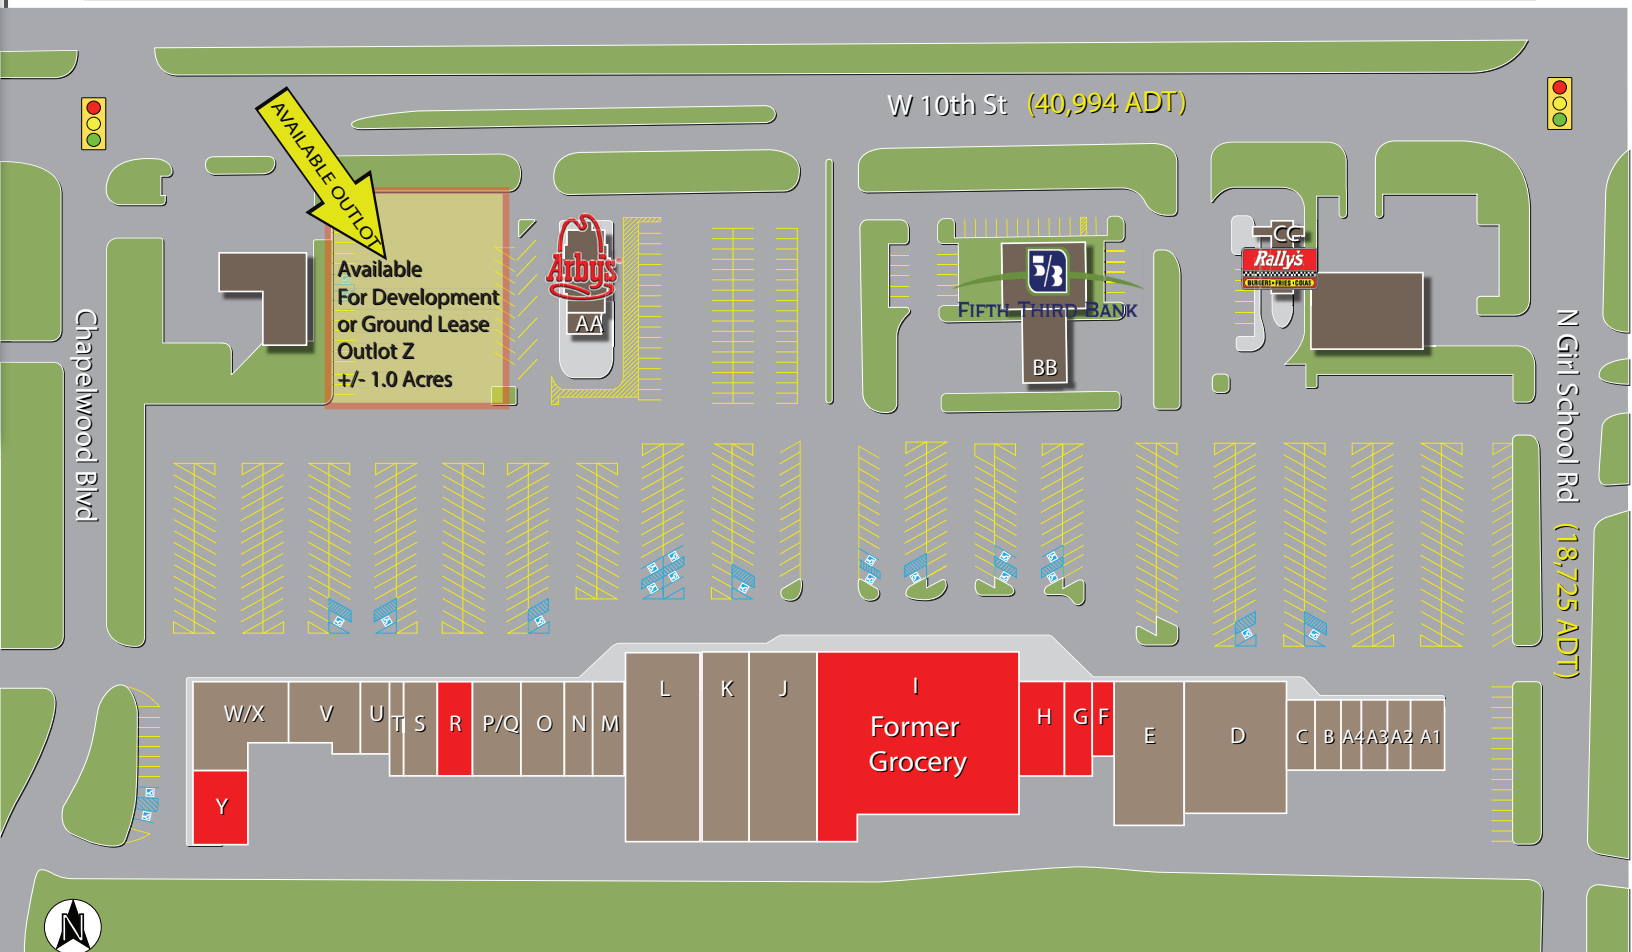 W 10th St (40,994 ADT)
AVAILABLE OUTLOT
Available
For Development
or Ground Lease
Outlot Z
+/- 1.0 Acres
Arby's
AA
5/3
FIFTH THIRD BANK
BB
CC
Rally's
BURGERS•FRIES•COLAS
Chapelwood Blvd
N Girl School Rd (18,725 ADT)
W/X
V
U
T
S
R
P/Q
O
N
M
L
K
J
I
Former
Grocery
H
G
F
E
D
C
B
A4
A3
A2
A1
Y
N